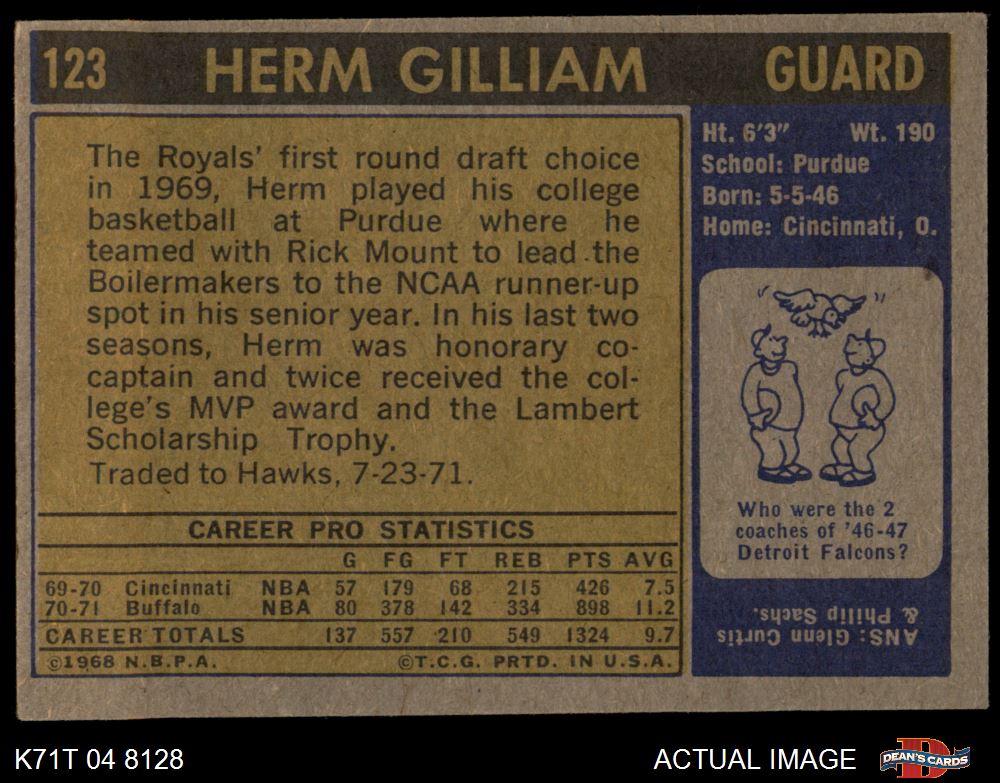 123 HERM GILLIAM GUARD
The Royals' first round draft choice
in 1969, Herm played his college
basketball at Purdue where he
teamed with Rick Mount to lead the
Boilermakers to the NCAA runner-up
spot in his senior year. In his last two
seasons, Herm was honorary co-
captain and twice received the col-
lege's MVP award and the Lambert
Scholarship Trophy.
Traded to Hawks, 7-23-71.
CAREER PRO STATISTICS
G FG FT REB PTS AVG
69-70 Cincinnati NBA 57 179 68 215 426 7.5
70-71 Buffalo NBA 80 378 142 334 898 11.2
CAREER TOTALS 137 557 210 549 1324 9.7
©1968 N.B.P.A. ©T.C.G. PRTD. IN U.S.A.
Ht. 6'3" Wt. 190
School: Purdue
Born: 5-5-46
Home: Cincinnati, O.
Who were the 2
coaches of '46-47
Detroit Falcons?
ANS: Glenn Curtis
& Philip Sachs.
K71T 04 8128 ACTUAL IMAGE DEAN'S CARDS